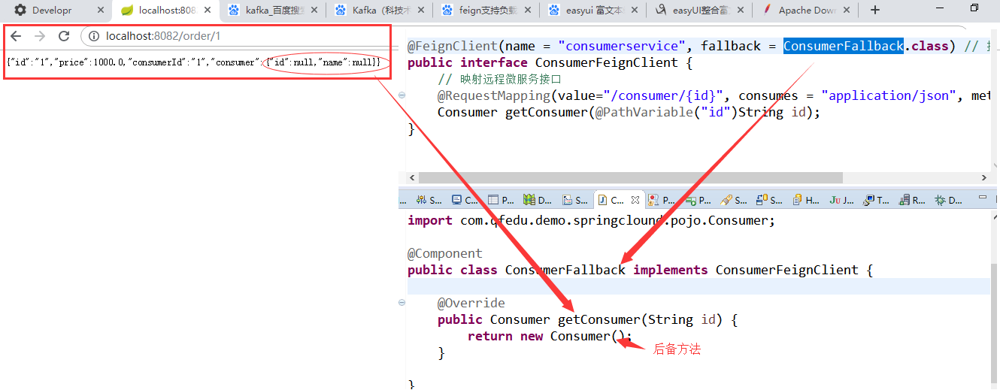 Developr
localhost:808
kafka_百度搜
Kafka（科技术
feign支持负载
easyui 富文本
easyUI整合富
Apache Dow
localhost:8082/order/1
{"id":"1","price":1000.0,"consumerId":"1","consumer":{"id":null,"name":null}}
@FeignClient(name = "consumerservice", fallback = ConsumerFallback.class) //
public interface ConsumerFeignClient {
// 映射远程微服务接口
@RequestMapping(value="/consumer/{id}", consumes = "application/json", met
Consumer getConsumer(@PathVariable("id")String id);
}
... S... C... P... D... S... C... P... P... S... S... H... J... T... R... D...
import com.qfedu.demo.springclound.pojo.Consumer;
@Component
public class ConsumerFallback implements ConsumerFeignClient {
@Override
public Consumer getConsumer(String id) {
return new Consumer();
后备方法
}
}